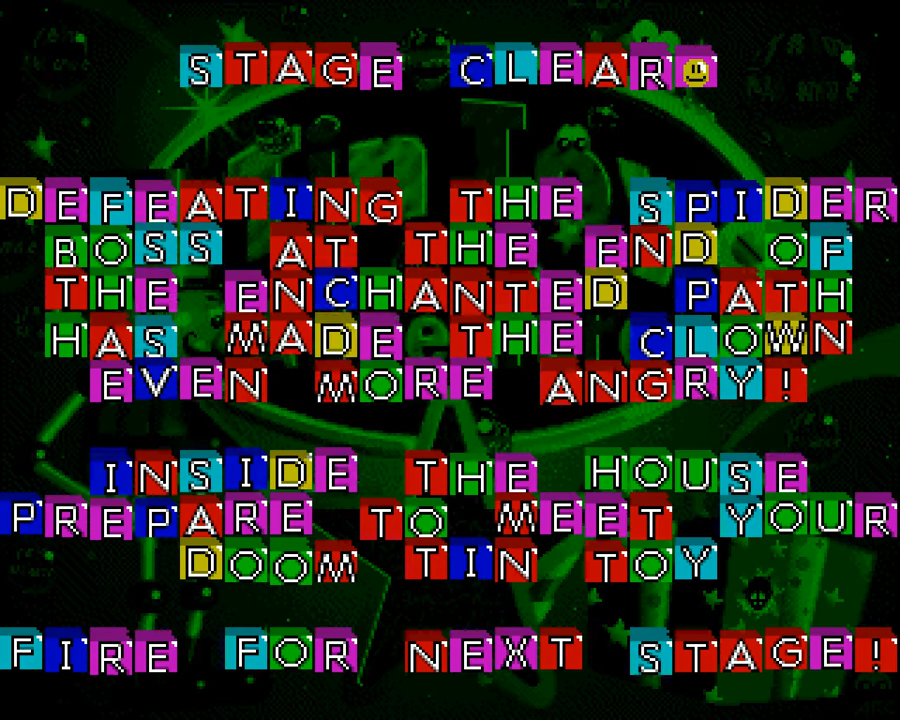 STAGE CLEAR
DEFEATING THE SPIDER
BOSS AT THE END OF
THE ENCHANTED PATH
HAS MADE THE CLOWN
EVEN MORE ANGRY!
INSIDE THE HOUSE
PREPARE TO MEET YOUR
DOOM TIN TOY
FIRE FOR NEXT STAGE!